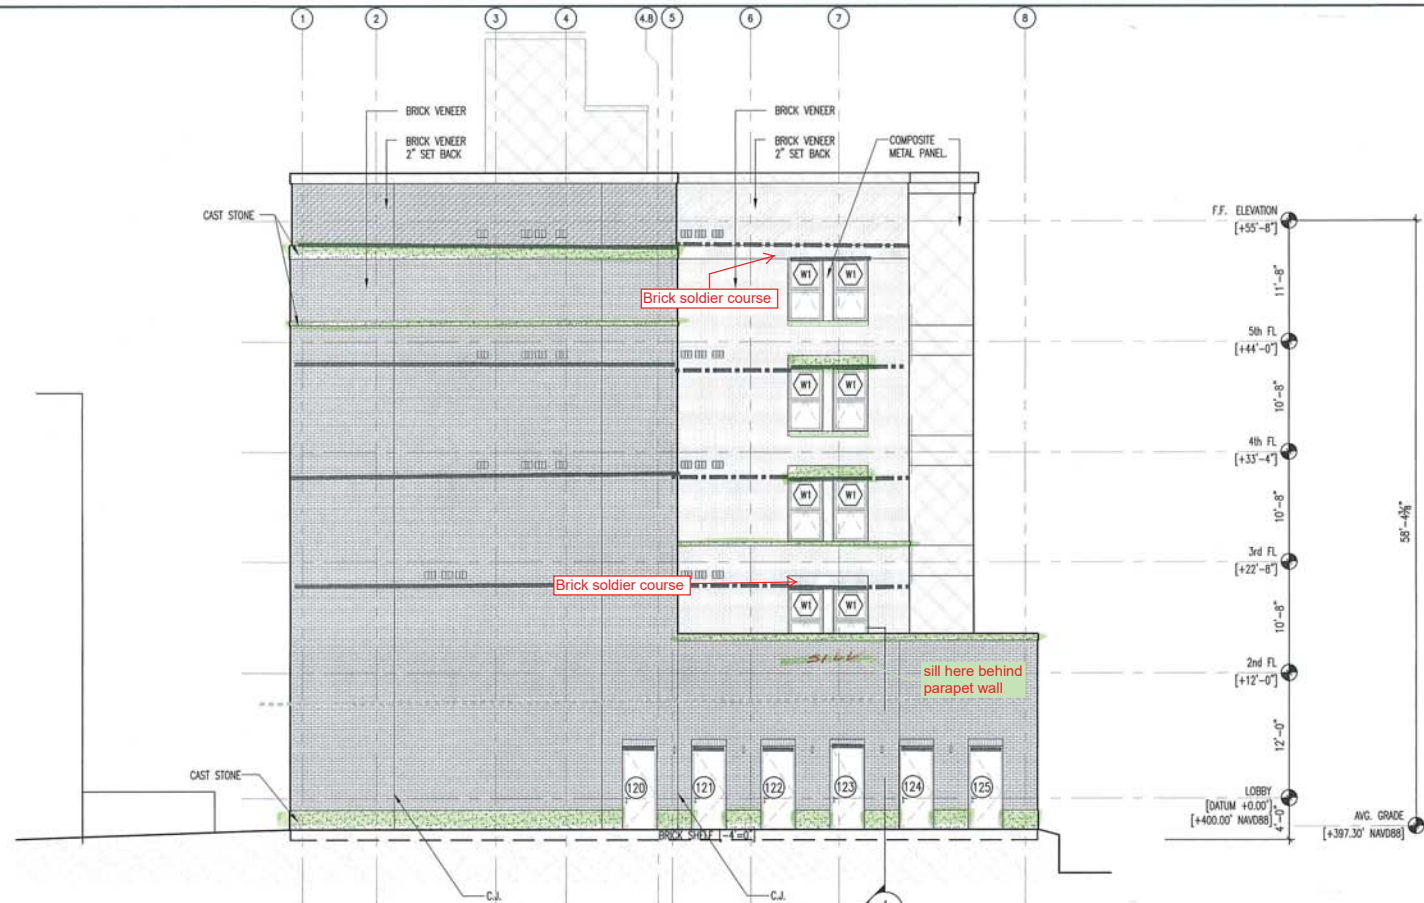 1 2 3 4 4.8 5 6 7 8
BRICK VENEER
BRICK VENEER
2" SET BACK
BRICK VENEER
BRICK VENEER
2" SET BACK
COMPOSITE
METAL PANEL.
CAST STONE
F.F. ELEVATION
[+55'-8"]
11'-8"
Brick soldier course
W1 W1
5th FL
[+44'-0"]
W1 W1
10'-8"
4th FL
[+33'-4"]
W1 W1
10'-8"
58'-4⅜"
3rd FL
[+22'-8"]
Brick soldier course
W1 W1
10'-8"
SILL
sill here behind
parapet wall
2nd FL
[+12'-0"]
12'-0"
CAST STONE
120 121 122 123 124 125
LOBBY
[DATUM +0.00']
[+400.00' NAVD88]
4'-0"
AVG. GRADE
[+397.30' NAVD88]
BRICK SHELF [-4'=0"]
C.J.
C.J.